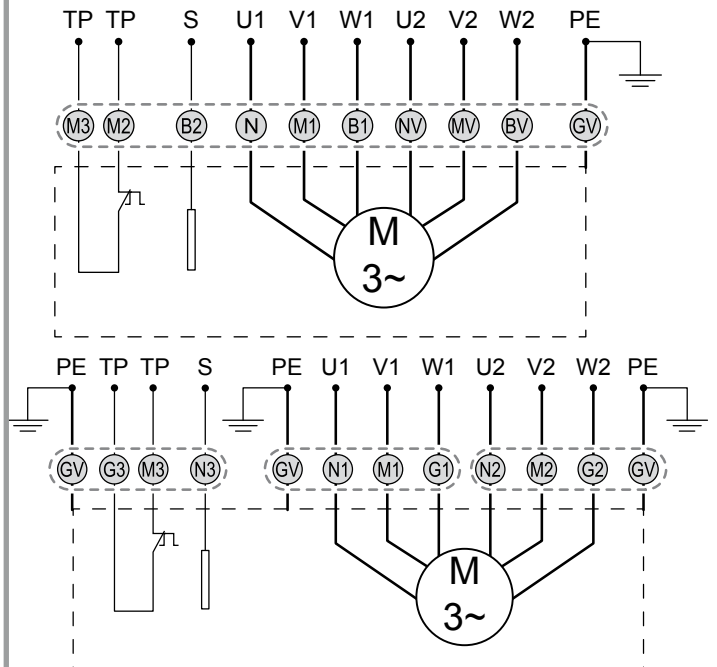 TP TP S U1 V1 W1 U2 V2 W2 PE
M3 M2 B2 N M1 B1 NV MV BV GV
M
3~
PE TP TP S PE U1 V1 W1 U2 V2 W2 PE
GV G3 M3 N3 GV N1 M1 G1 N2 M2 G2 GV
M
3~